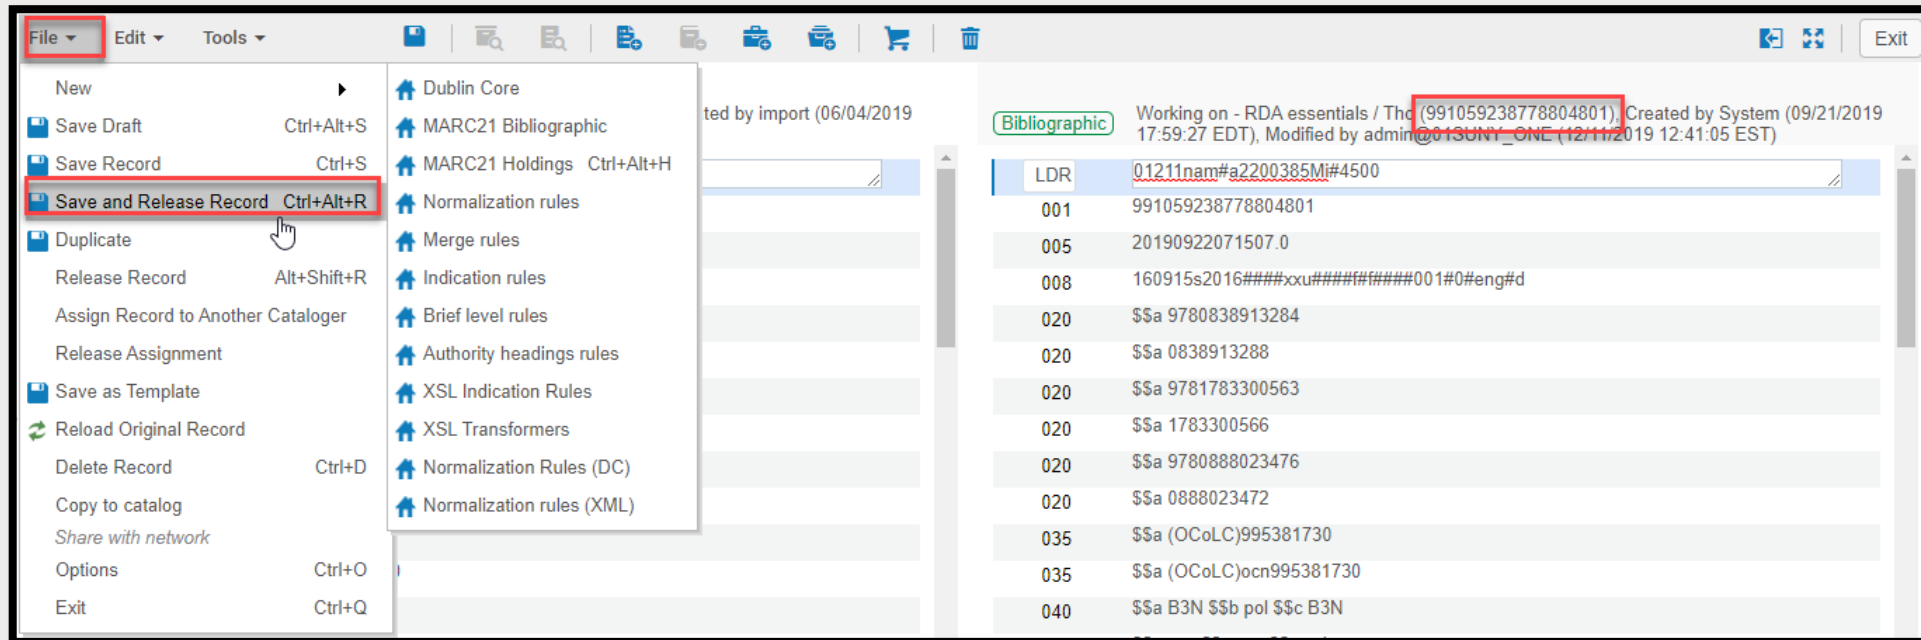 File Edit Tools Exit
New
Save Draft Ctrl+Alt+S
Save Record Ctrl+S
Save and Release Record Ctrl+Alt+R
Duplicate
Release Record Alt+Shift+R
Assign Record to Another Cataloger
Release Assignment
Save as Template
Reload Original Record
Delete Record Ctrl+D
Copy to catalog
Share with network
Options Ctrl+O
Exit Ctrl+Q
Dublin Core
MARC21 Bibliographic
MARC21 Holdings Ctrl+Alt+H
Normalization rules
Merge rules
Indication rules
Brief level rules
Authority headings rules
XSL Indication Rules
XSL Transformers
Normalization Rules (DC)
Normalization rules (XML)
ted by import (06/04/2019
Bibliographic
Working on - RDA essentials / Tho (991059238778804801), Created by System (09/21/2019
17:59:27 EDT), Modified by admin@01SUNY_ONE (12/11/2019 12:41:05 EST)
LDR 01211nam#a2200385Mi#4500
001 991059238778804801
005 20190922071507.0
008 160915s2016####xxu####f#f####001#0#eng#d
020 $$a 9780838913284
020 $$a 0838913288
020 $$a 9781783300563
020 $$a 1783300566
020 $$a 9780888023476
020 $$a 0888023472
035 $$a (OCoLC)995381730
035 $$a (OCoLC)ocn995381730
040 $$a B3N $$b pol $$c B3N